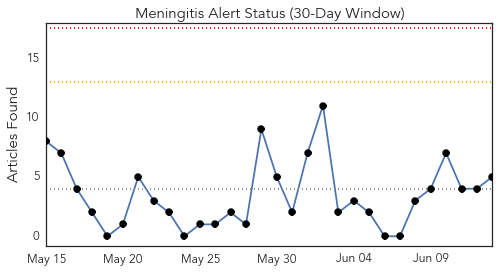 Meningitis Alert Status (30-Day Window)
Articles Found
15
10
5
0
May 15
May 20
May 25
May 30
Jun 04
Jun 09